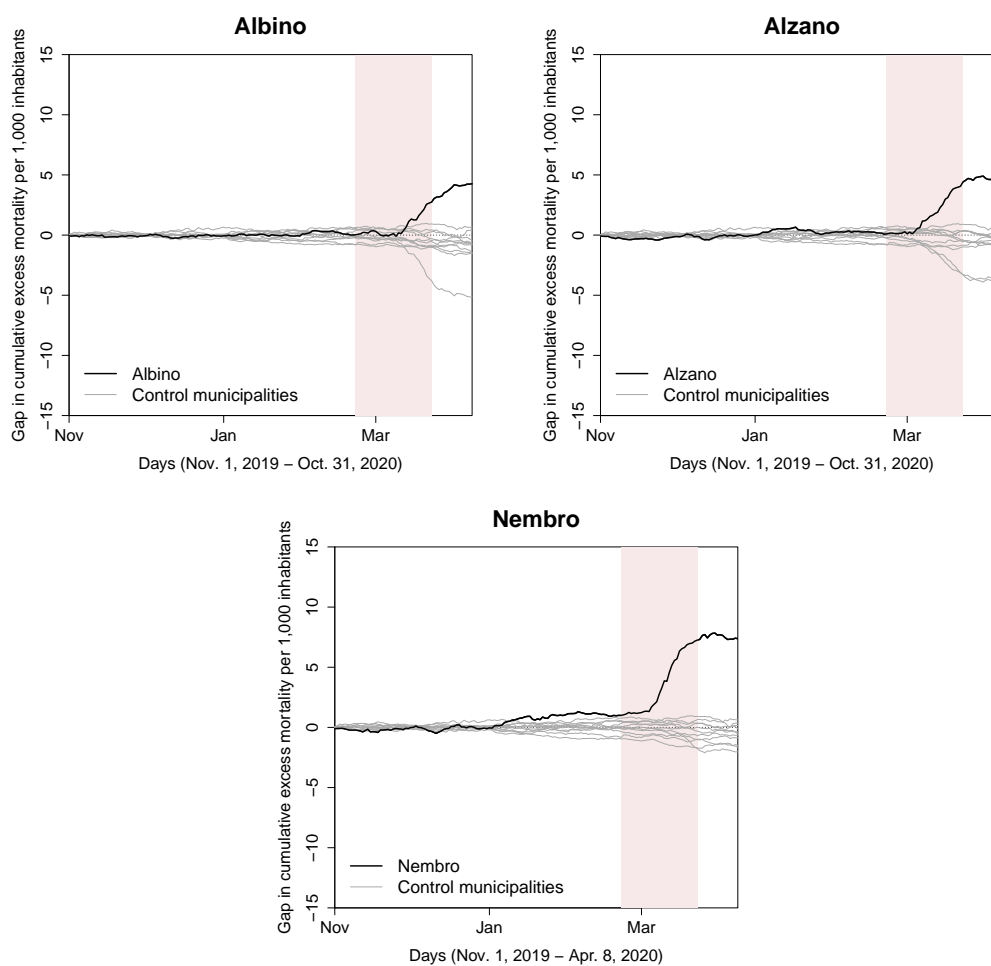 Albino
Gap in cumulative excess mortality per 1,000 inhabitants
15
10
5
0
−5
−10
−15
Albino
Control municipalities
Nov
Jan
Mar
Days (Nov. 1, 2019 − Oct. 31, 2020)
Alzano
Gap in cumulative excess mortality per 1,000 inhabitants
15
10
5
0
−5
−10
−15
Alzano
Control municipalities
Nov
Jan
Mar
Days (Nov. 1, 2019 − Oct. 31, 2020)
Nembro
Gap in cumulative excess mortality per 1,000 inhabitants
15
10
5
0
−5
−10
−15
Nembro
Control municipalities
Nov
Jan
Mar
Days (Nov. 1, 2019 − Apr. 8, 2020)